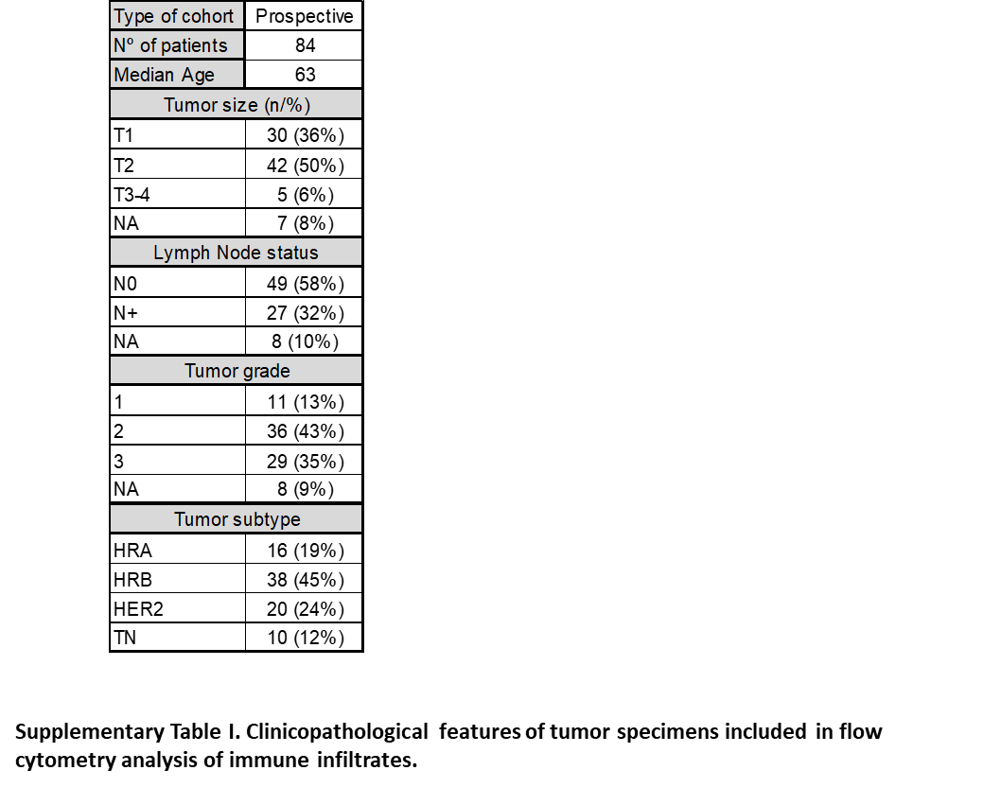 Type of cohort Prospective
Nº of patients 84
Median Age 63
Tumor size (n/%)
T1 30 (36%)
T2 42 (50%)
T3-4 5 (6%)
NA 7 (8%)
Lymph Node status
N0 49 (58%)
N+ 27 (32%)
NA 8 (10%)
Tumor grade
1 11 (13%)
2 36 (43%)
3 29 (35%)
NA 8 (9%)
Tumor subtype
HRA 16 (19%)
HRB 38 (45%)
HER2 20 (24%)
TN 10 (12%)
Supplementary Table I. Clinicopathological features of tumor specimens included in flow
cytometry analysis of immune infiltrates.